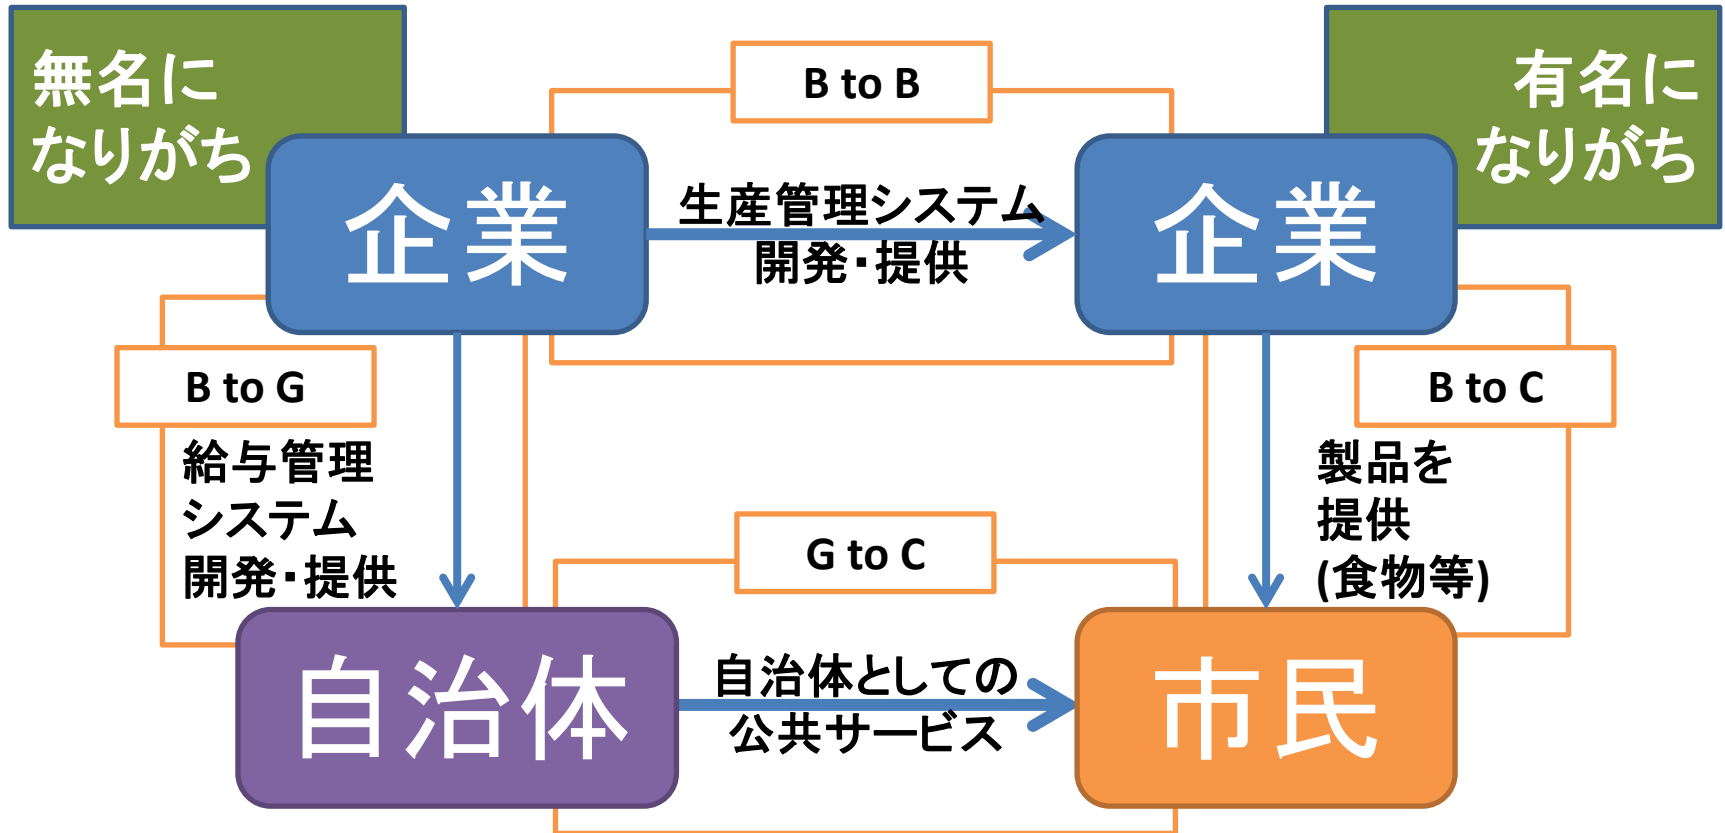 無名に
なりがち
B to B
有名に
なりがち
企業
生産管理システム
開発・提供
企業
B to G
給与管理
システム
開発・提供
B to C
製品を
提供
(食物等)
G to C
自治体
自治体としての
公共サービス
市民